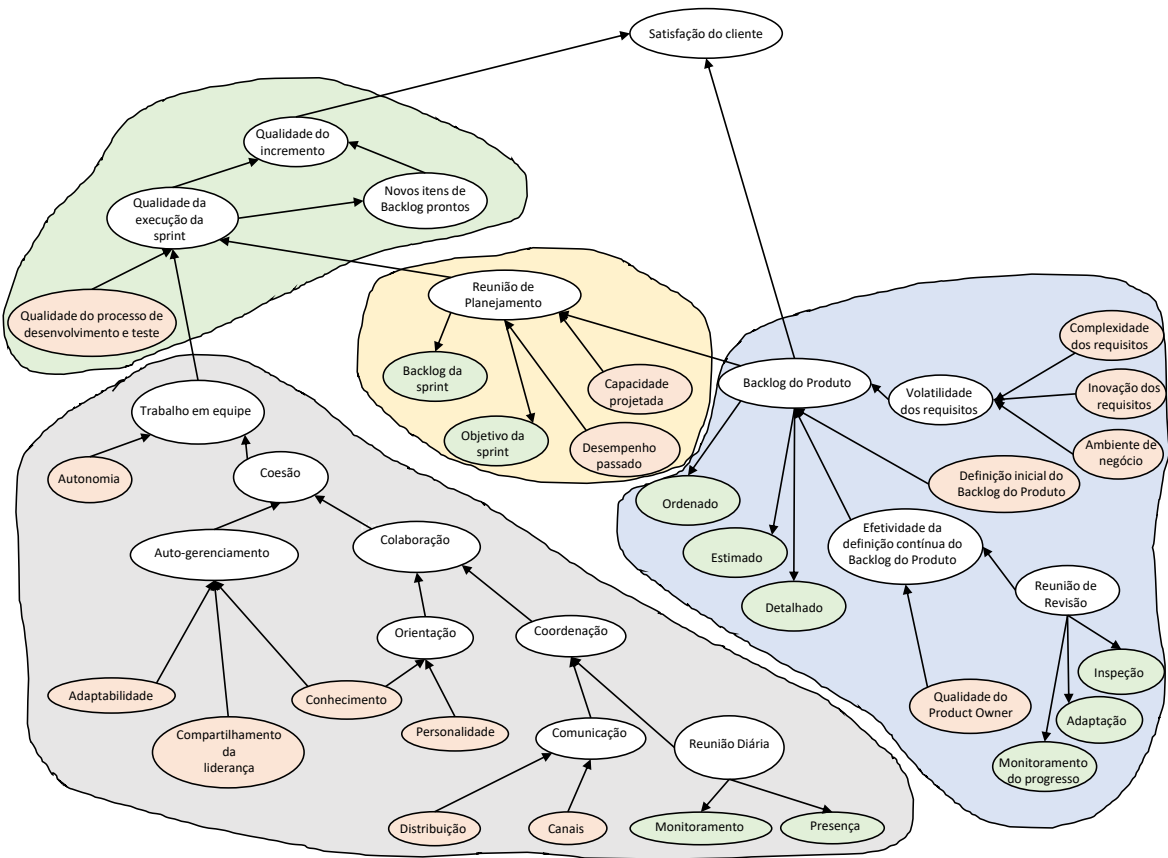 Satisfação do cliente
Qualidade do
incremento
Novos itens de
Backlog prontos
Qualidade da
execução da
sprint
Qualidade do processo de
desenvolvimento e teste
Reunião de
Planejamento
Backlog da
sprint
Capacidade
projetada
Objetivo da
sprint
Desempenho
passado
Complexidade
dos requisitos
Backlog do Produto
Volatilidade
dos requisitos
Inovação dos
requisitos
Ambiente de
negócio
Definição inicial do
Backlog do Produto
Ordenado
Estimado
Detalhado
Efetividade da
definição contínua do
Backlog do Produto
Reunião de
Revisão
Inspeção
Adaptação
Monitoramento
do progresso
Qualidade do
Product Owner
Trabalho em equipe
Autonomia
Coesão
Auto-gerenciamento
Colaboração
Orientação
Coordenação
Adaptabilidade
Compartilhamento
da
liderança
Conhecimento
Personalidade
Comunicação
Reunião Diária
Distribuição
Canais
Monitoramento
Presença